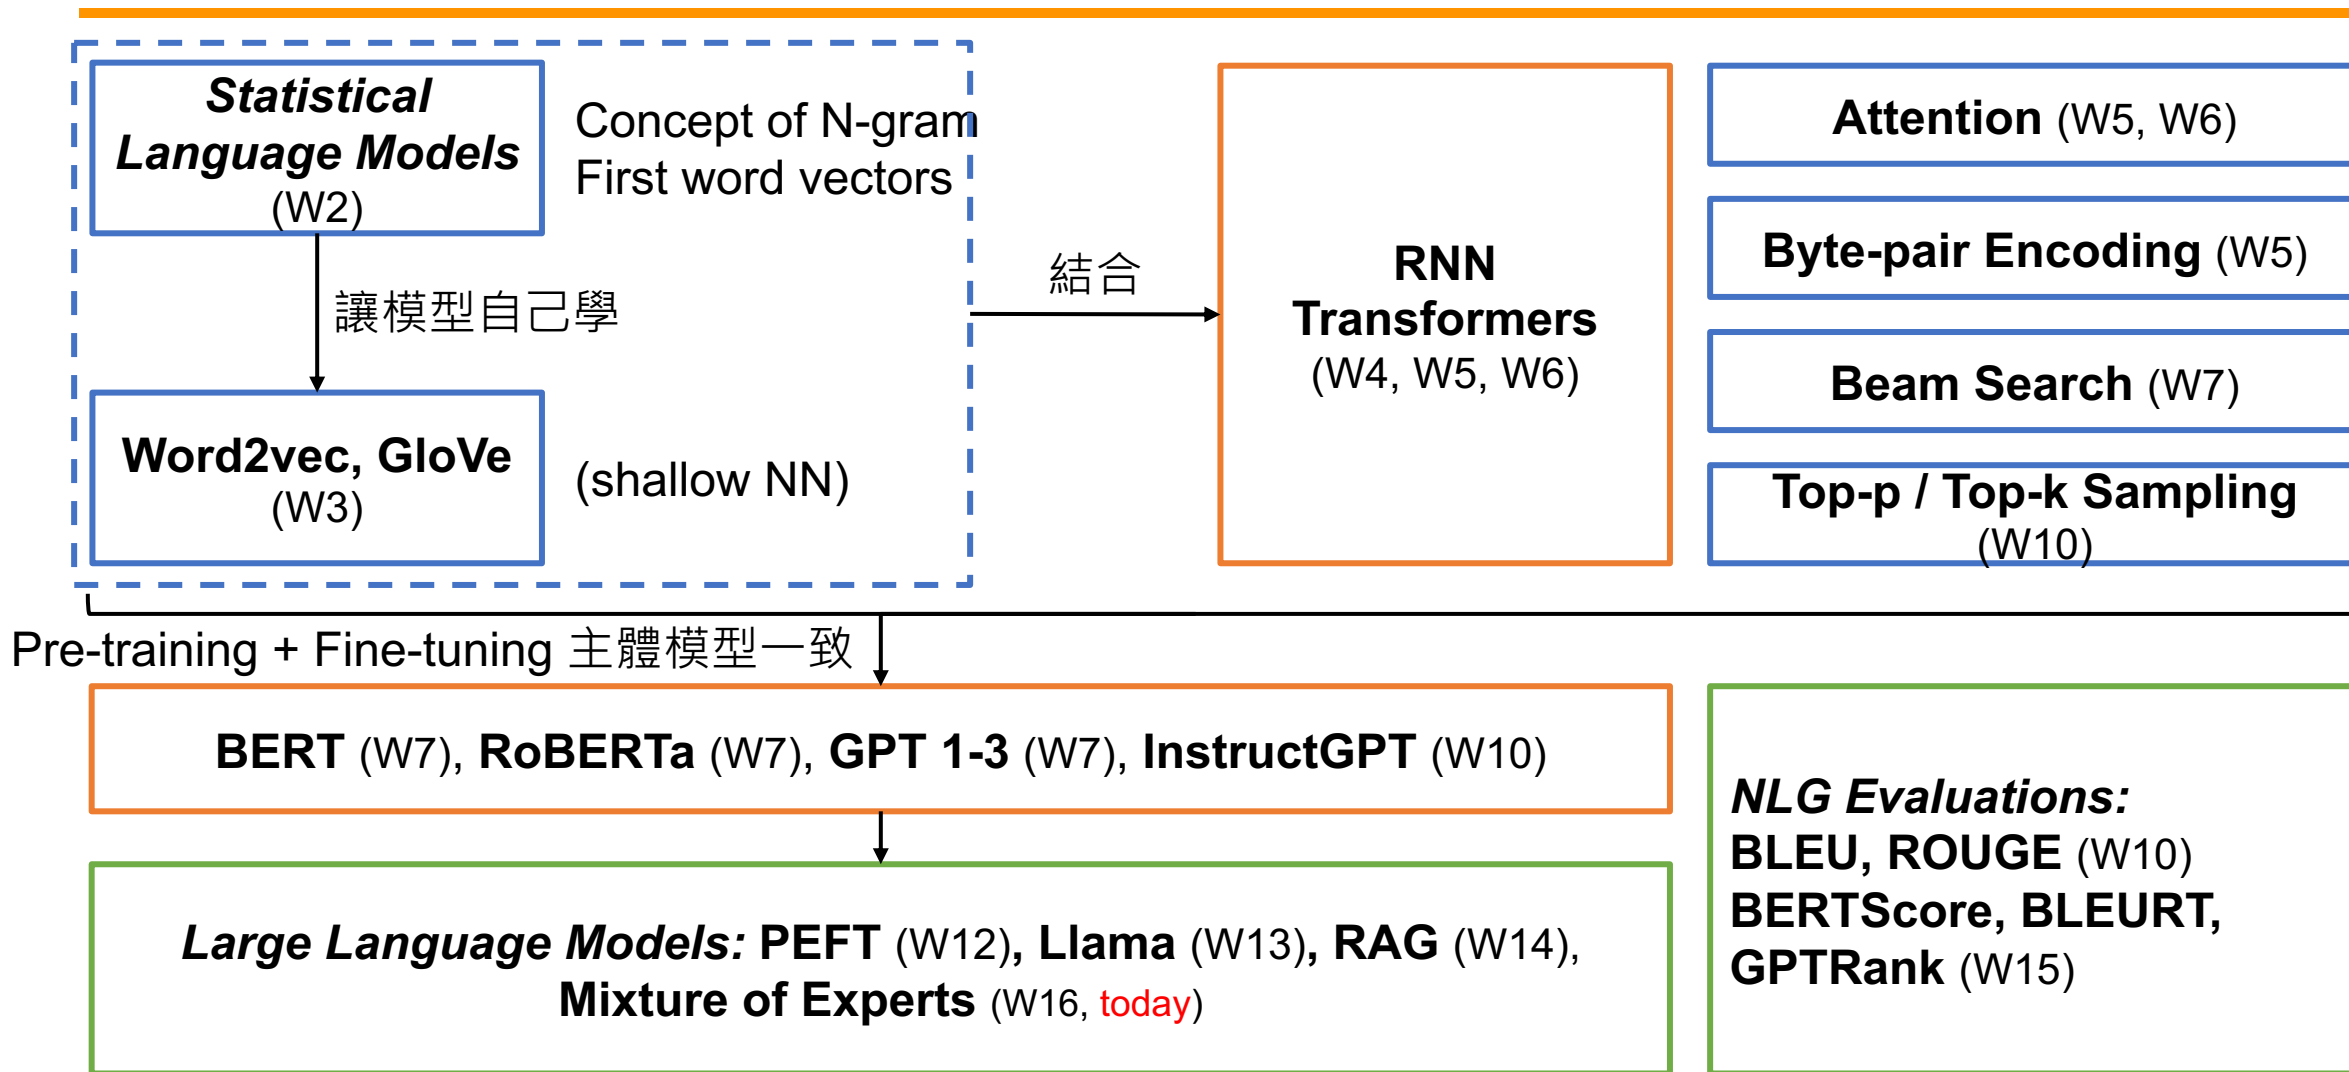 Statistical
Language Models
(W2)
Concept of N-gram
First word vectors
讓模型自己學
Word2vec, GloVe
(W3)
(shallow NN)
結合
RNN
Transformers
(W4, W5, W6)
Attention (W5, W6)
Byte-pair Encoding (W5)
Beam Search (W7)
Top-p / Top-k Sampling
(W10)
Pre-training + Fine-tuning 主體模型一致
BERT (W7), RoBERTa (W7), GPT 1-3 (W7), InstructGPT (W10)
Large Language Models: PEFT (W12), Llama (W13), RAG (W14),
Mixture of Experts (W16, today)
NLG Evaluations:
BLEU, ROUGE (W10)
BERTScore, BLEURT,
GPTRank (W15)